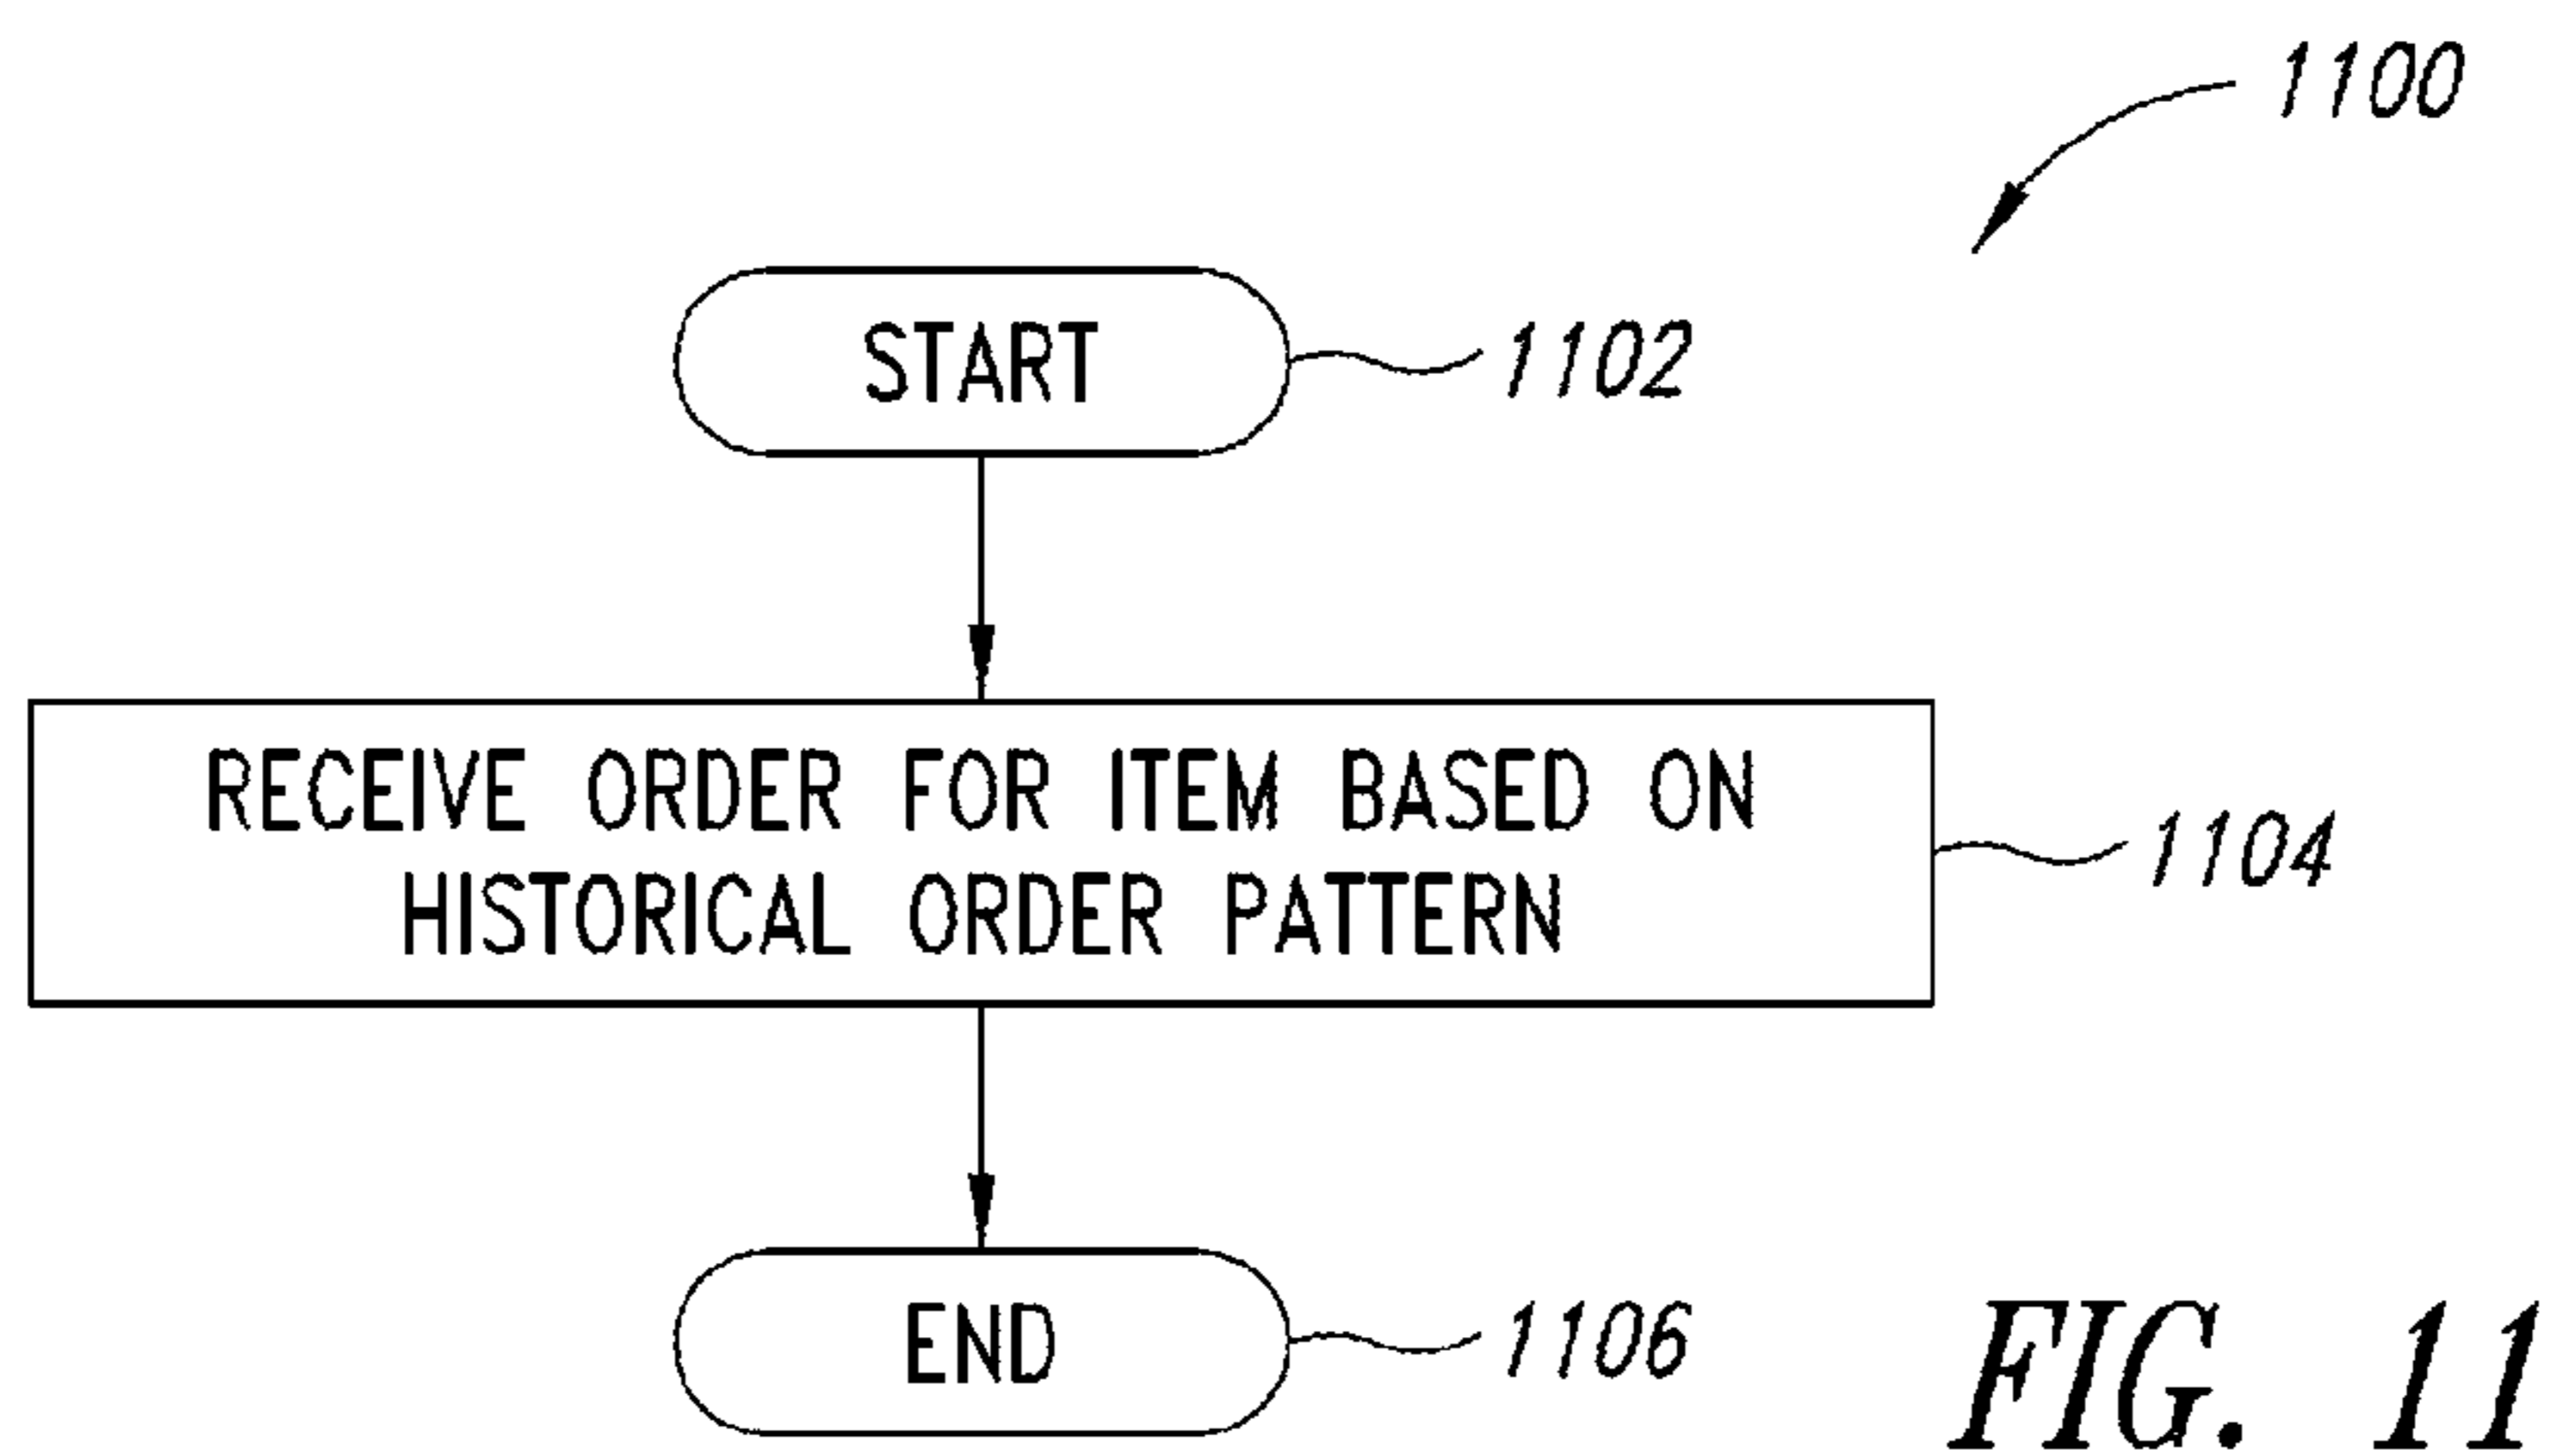 1100
START
1102
RECEIVE ORDER FOR ITEM BASED ON
HISTORICAL ORDER PATTERN
1104
END
1106
FIG. 11